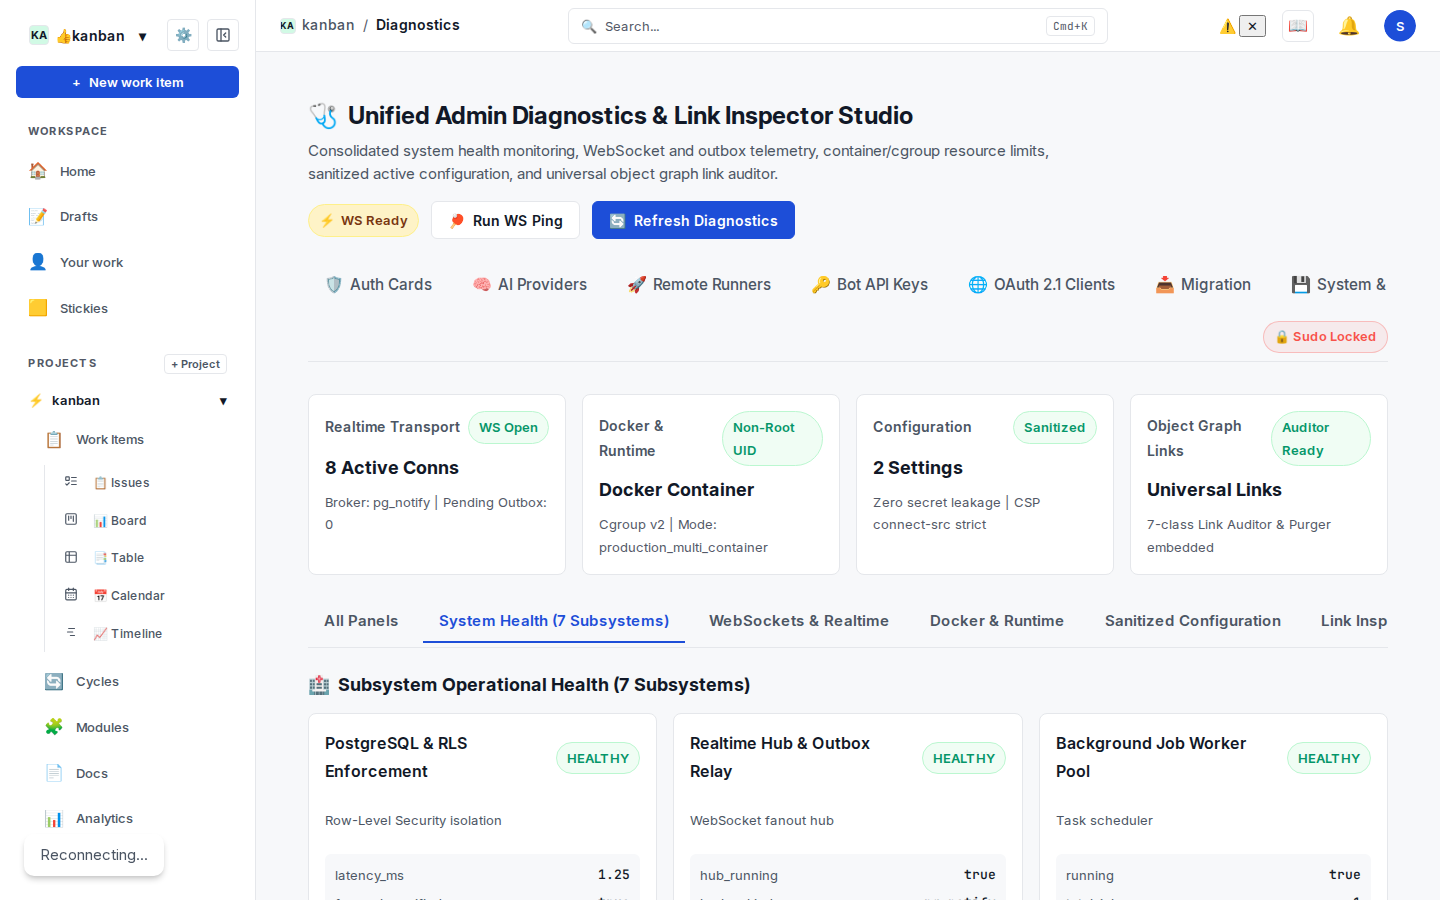 KA 👍kanban ▾
+ New work item
WORKSPACE
Home
Drafts
Your work
Stickies
PROJECTS
+ Project
kanban ▾
Work Items
Issues
Board
Table
Calendar
Timeline
Cycles
Modules
Docs
Analytics
Reconnecting...
KA kanban / Diagnostics
Search...
Cmd+K
✕
S
Unified Admin Diagnostics & Link Inspector Studio
Consolidated system health monitoring, WebSocket and outbox telemetry, container/cgroup resource limits,
sanitized active configuration, and universal object graph link auditor.
WS Ready
Run WS Ping
Refresh Diagnostics
Auth Cards
AI Providers
Remote Runners
Bot API Keys
OAuth 2.1 Clients
Migration
System &
Sudo Locked
Realtime Transport
WS Open
8 Active Conns
Broker: pg_notify | Pending Outbox:
0
Docker &
Runtime
Non-Root
UID
Docker Container
Cgroup v2 | Mode:
production_multi_container
Configuration
Sanitized
2 Settings
Zero secret leakage | CSP
connect-src strict
Object Graph
Links
Auditor
Ready
Universal Links
7-class Link Auditor & Purger
embedded
All Panels
System Health (7 Subsystems)
WebSockets & Realtime
Docker & Runtime
Sanitized Configuration
Link Insp
Subsystem Operational Health (7 Subsystems)
PostgreSQL & RLS
Enforcement
HEALTHY
Row-Level Security isolation
latency_ms 1.25
Realtime Hub & Outbox
Relay
HEALTHY
WebSocket fanout hub
hub_running true
Background Job Worker
Pool
HEALTHY
Task scheduler
running true